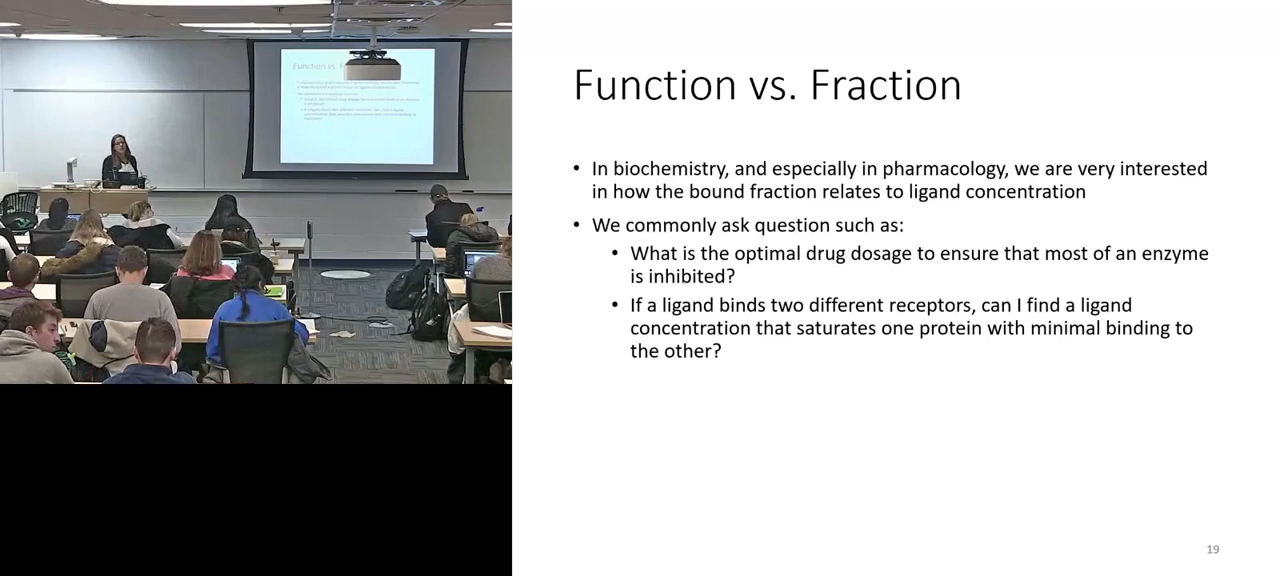 Function vs. Fraction
• In biochemistry, and especially in pharmacology, we are very interested
in how the bound fraction relates to ligand concentration
• We commonly ask question such as:
• What is the optimal drug dosage to ensure that most of an enzyme
is inhibited?
• If a ligand binds two different receptors, can I find a ligand
concentration that saturates one protein with minimal binding to
the other?
19